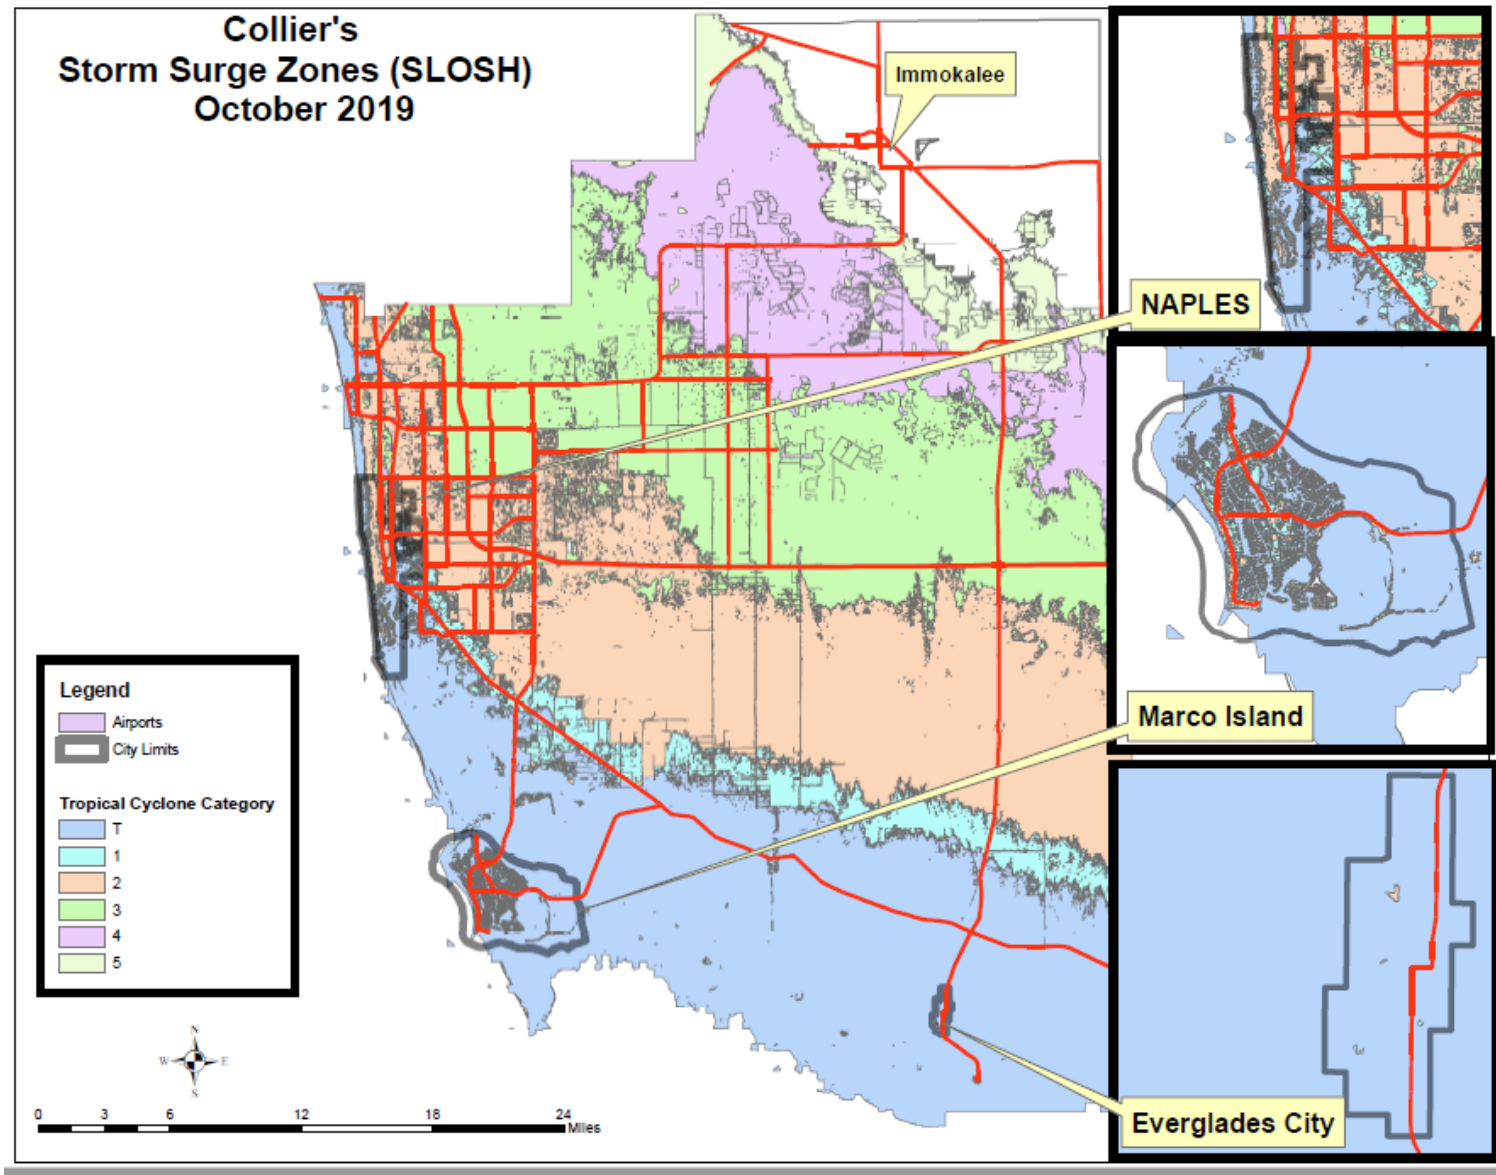 Collier's
Storm Surge Zones (SLOSH)
October 2019
Immokalee
NAPLES
Marco Island
Everglades City
Legend
Airports
City Limits
Tropical Cyclone Category
T
1
2
3
4
5
N
W E
S
0 3 6 12 18 24
Miles